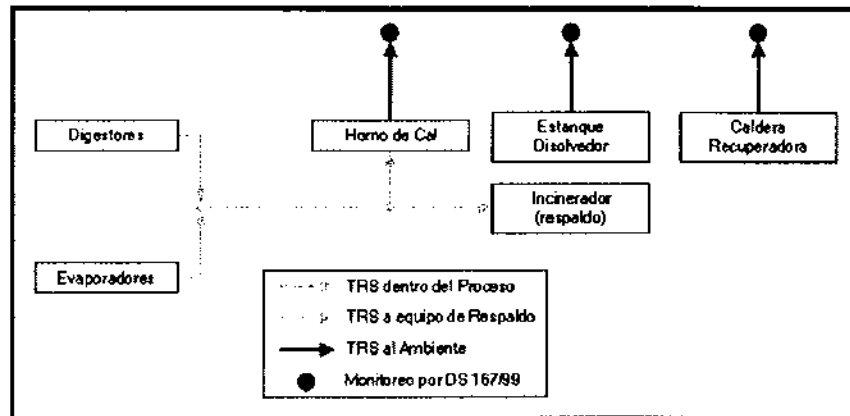 Digestores
Horno de Cal
Estanque
Disolvedor
Caldera
Recuperadora
Incinerador
(respaldo)
Evaporadores
TRS dentro del Proceso
TRS a equipo de Respaldo
TRS al Ambiente
Monitoreo por DS 167/99